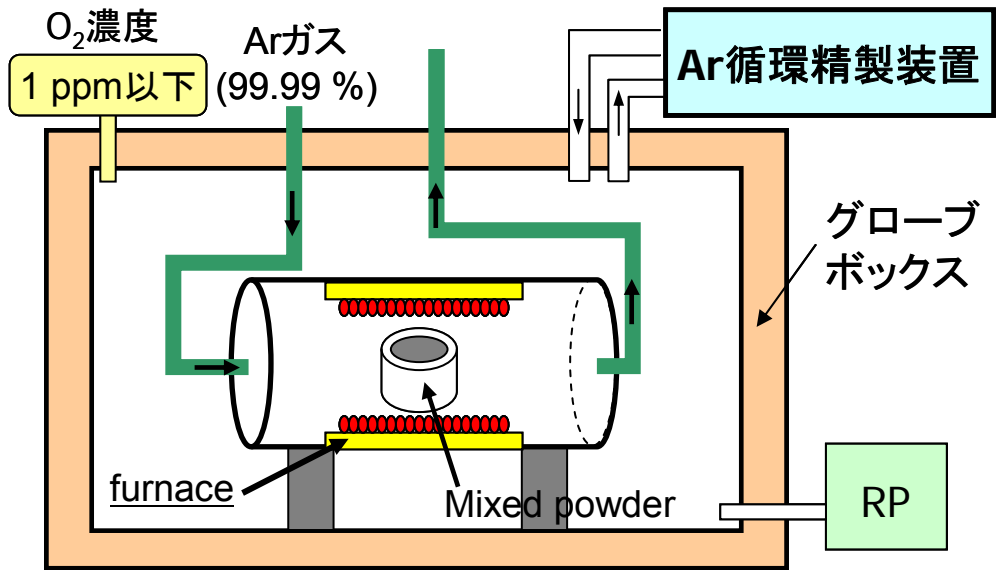 O₂濃度
1 ppm以下
Arガス
(99.99 %)
Ar循環精製装置
グローブ
ボックス
furnace
Mixed powder
RP